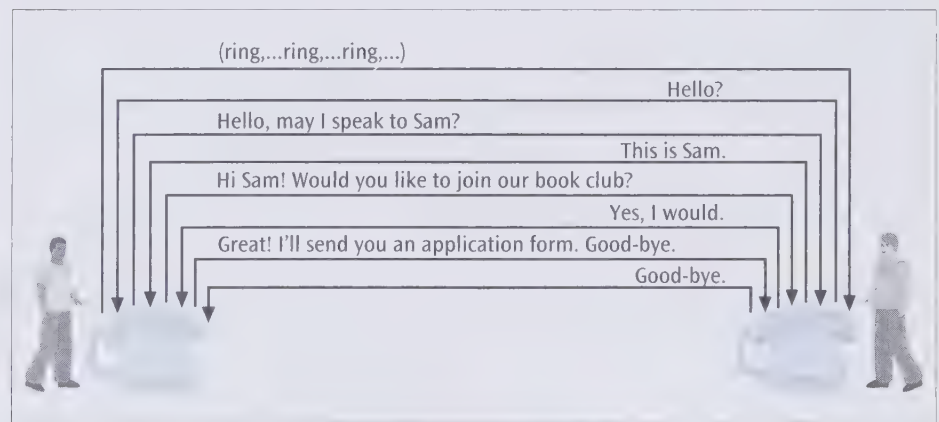 (ring,...ring,...ring,...)
Hello?
Hello, may I speak to Sam?
This is Sam.
Hi Sam! Would you like to join our book club?
Yes, I would.
Great! I'll send you an application form. Good-bye.
Good-bye.